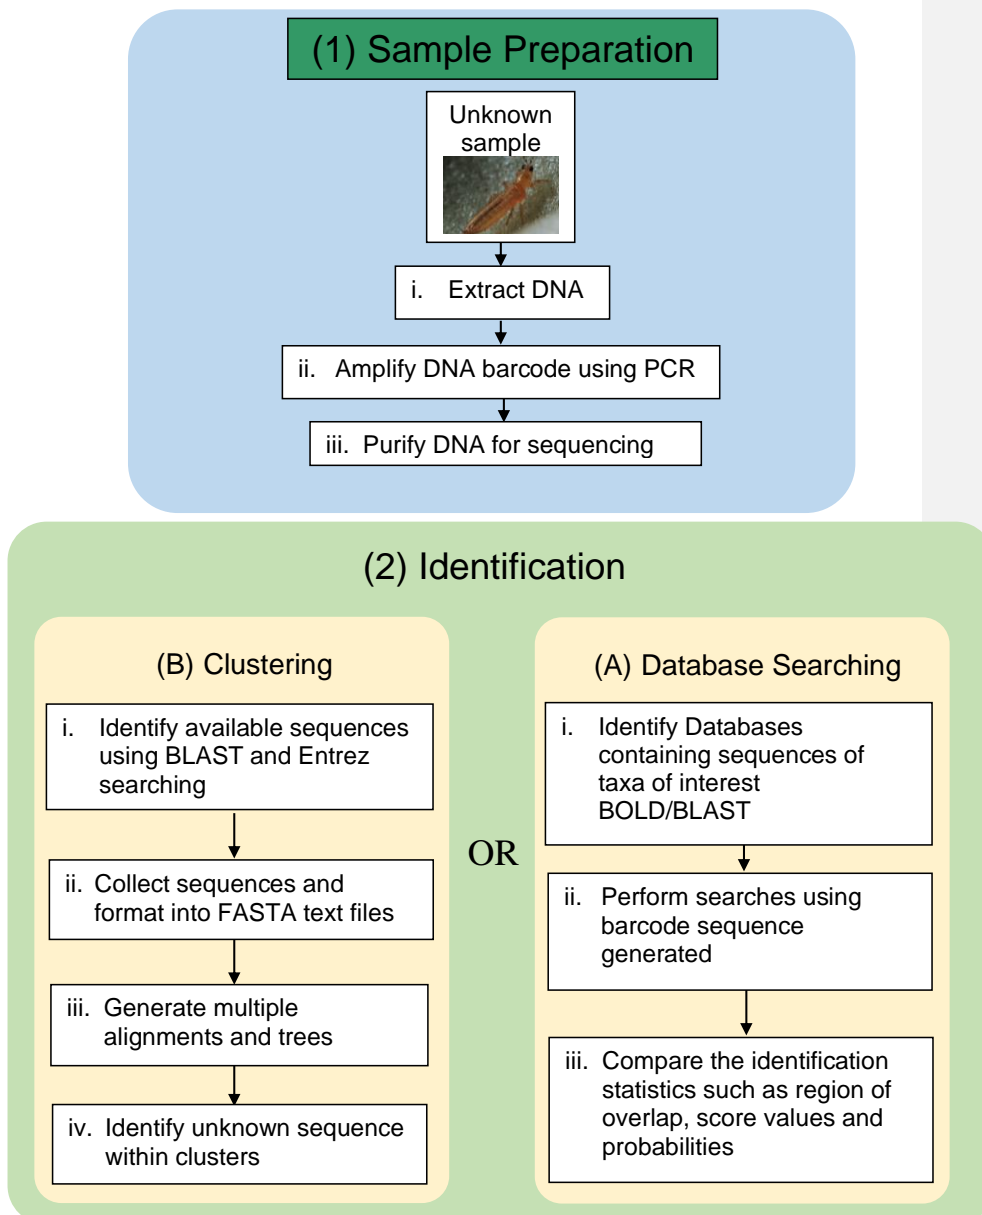 (1) Sample Preparation
Unknown
sample
i. Extract DNA
ii. Amplify DNA barcode using PCR
iii. Purify DNA for sequencing
(2) Identification
(B) Clustering
i. Identify available sequences
using BLAST and Entrez
searching
ii. Collect sequences and
format into FASTA text files
iii. Generate multiple
alignments and trees
iv. Identify unknown sequence
within clusters
OR
(A) Database Searching
i. Identify Databases
containing sequences of
taxa of interest
BOLD/BLAST
ii. Perform searches using
barcode sequence
generated
iii. Compare the identification
statistics such as region of
overlap, score values and
probabilities